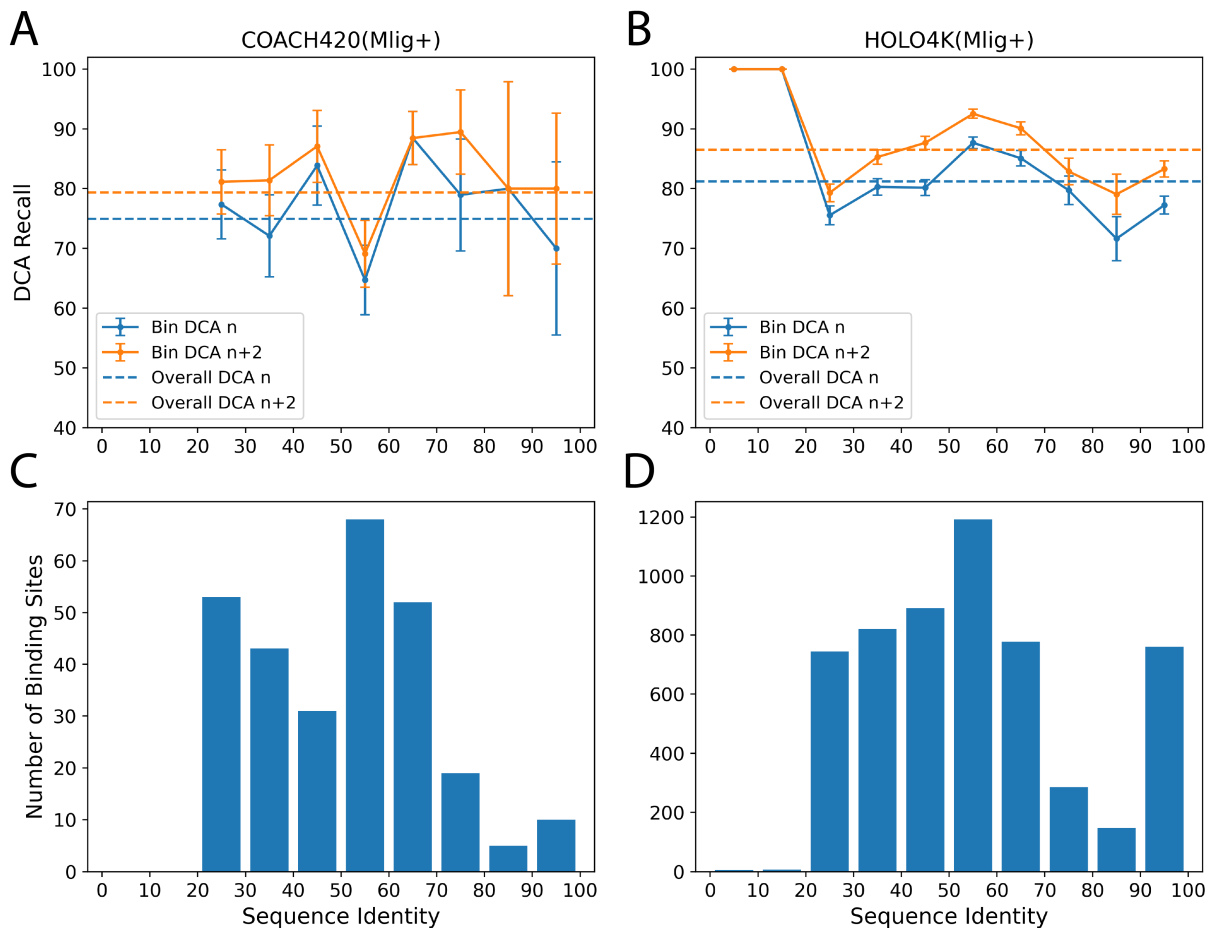 A
COACH420(Mlig+)
100
90
80
70
60
50
40
DCA Recall
Bin DCA n
Bin DCA n+2
Overall DCA n
Overall DCA n+2
0 10 20 30 40 50 60 70 80 90 100
B
HOLO4K(Mlig+)
100
90
80
70
60
50
40
Bin DCA n
Bin DCA n+2
Overall DCA n
Overall DCA n+2
0 10 20 30 40 50 60 70 80 90 100
C
70
60
50
40
30
20
10
0
Number of Binding Sites
0 10 20 30 40 50 60 70 80 90 100
Sequence Identity
D
1200
1000
800
600
400
200
0
0 10 20 30 40 50 60 70 80 90 100
Sequence Identity